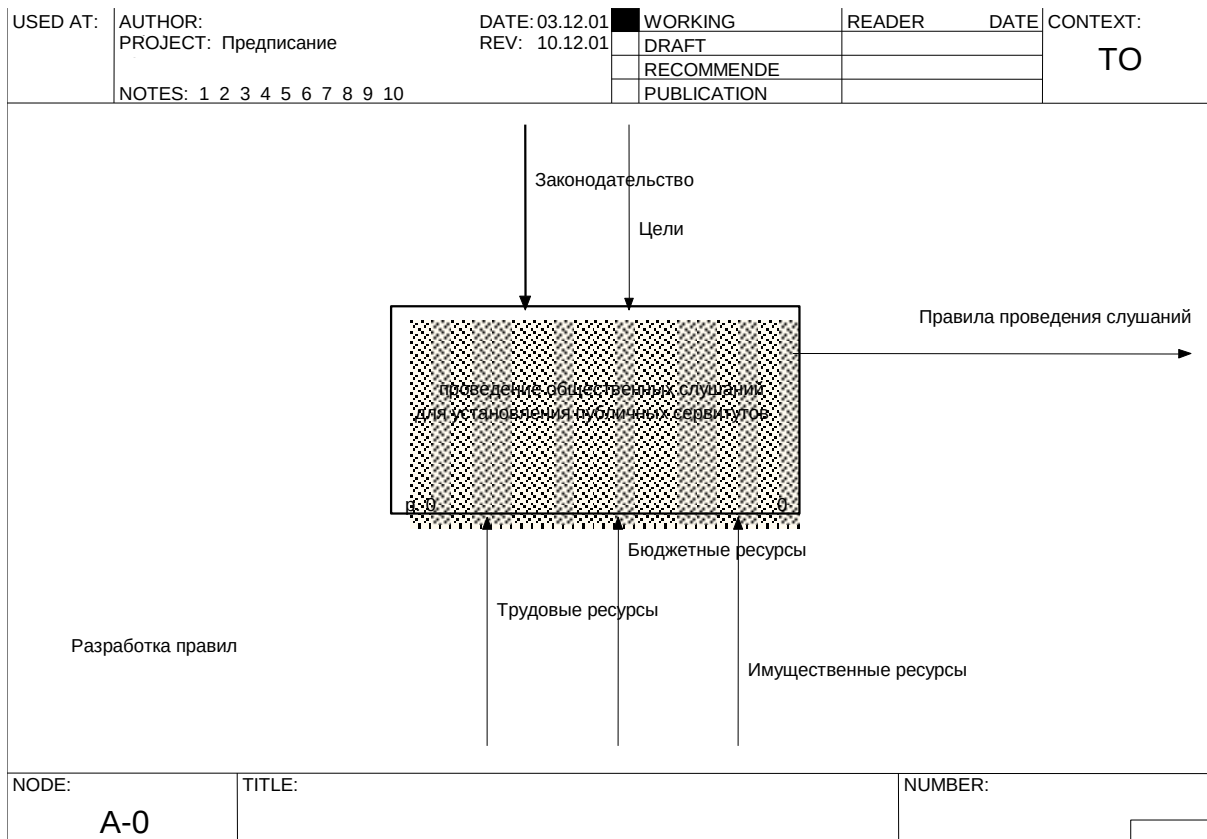 USED AT: AUTHOR: DATE: 03.12.01 WORKING READER DATE CONTEXT:
PROJECT: Предписание REV: 10.12.01 DRAFT
TO
RECOMMENDE
NOTES: 1 2 3 4 5 6 7 8 9 10 PUBLICATION
Законодательство
Цели
Правила проведения слушаний
проведение общественных слушаний
для установления публичных сервитутов
р. 0 0
Бюджетные ресурсы
Трудовые ресурсы
Разработка правил
Имущественные ресурсы
NODE: TITLE: NUMBER:
A-0